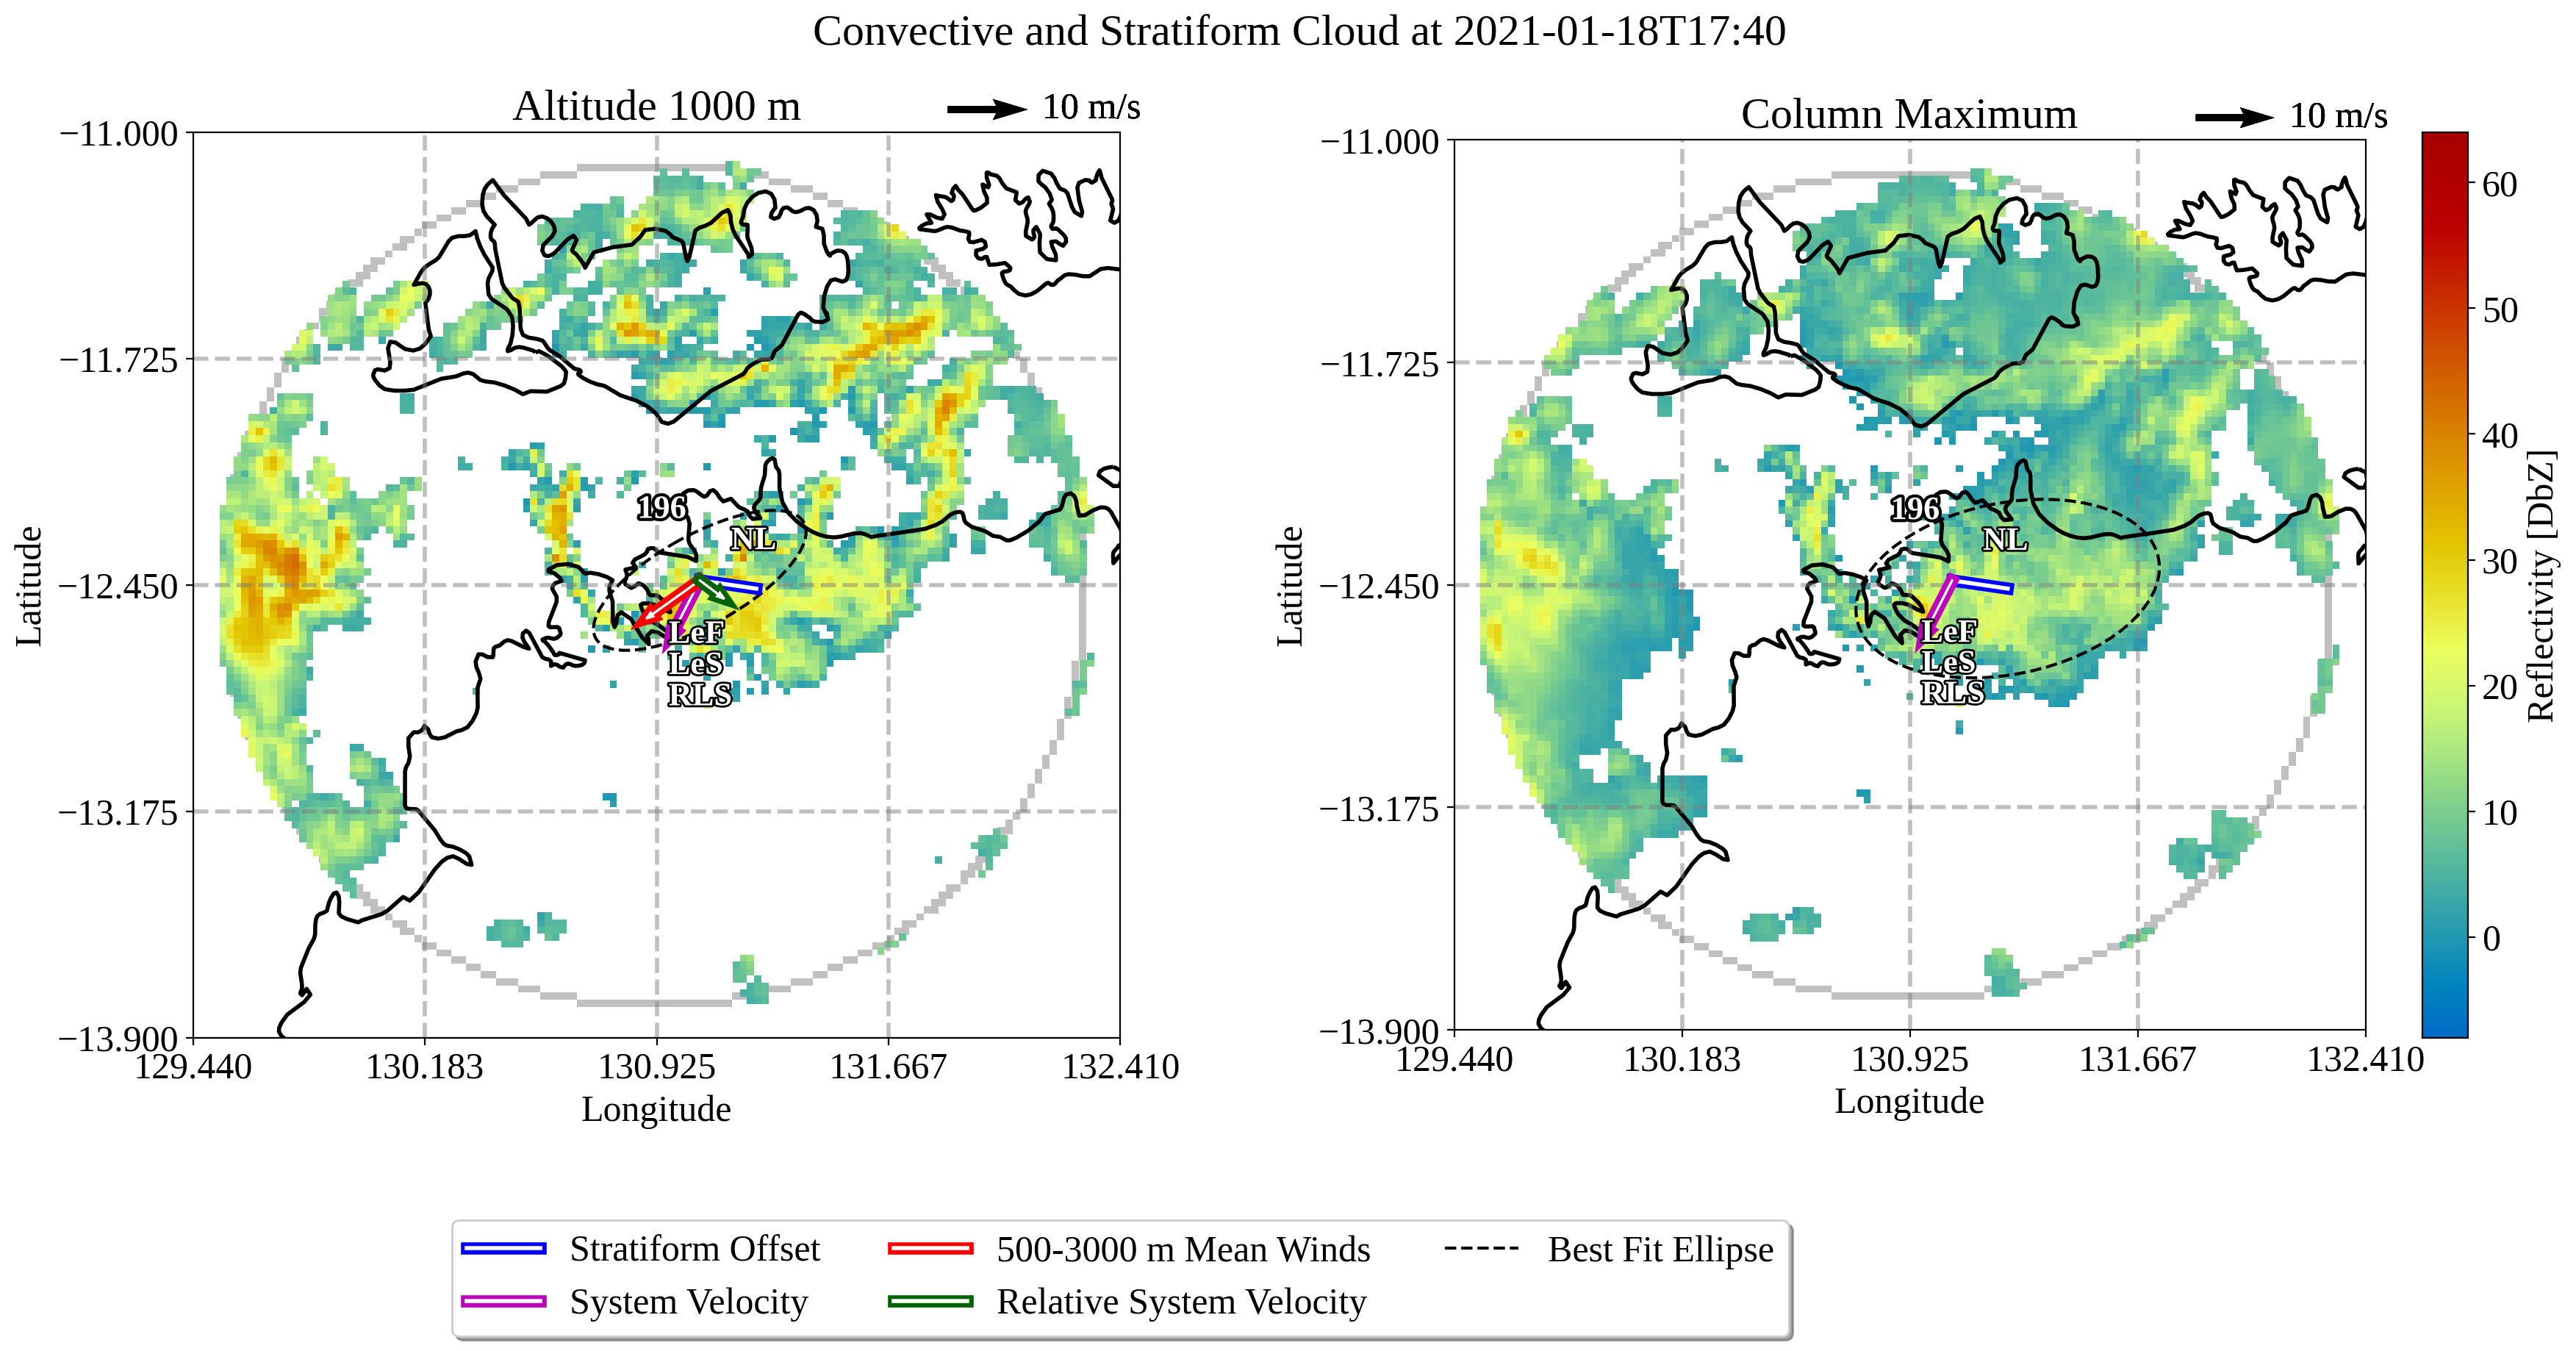 Convective and Stratiform Cloud at 2021-01-18T17:40
Altitude 1000 m
10 m/s
−11.000
−11.725
−12.450
−13.175
−13.900
Latitude
129.440
130.183
130.925
131.667
132.410
Longitude
196
NL
LeF
LeS
RLS
Column Maximum
10 m/s
−11.000
−11.725
−12.450
−13.175
−13.900
Latitude
129.440
130.183
130.925
131.667
132.410
Longitude
196
NL
LeF
LeS
RLS
60
50
40
30
20
10
0
Reflectivity [DbZ]
Stratiform Offset
500-3000 m Mean Winds
Best Fit Ellipse
System Velocity
Relative System Velocity